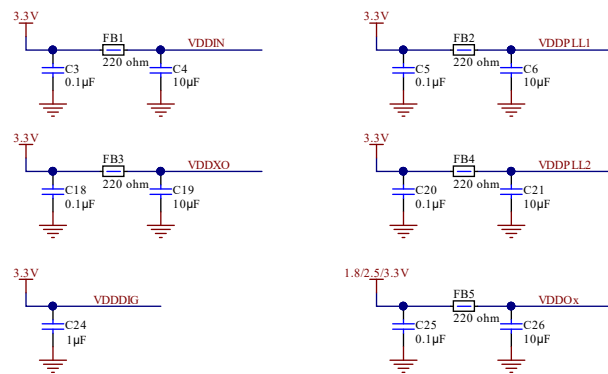 3.3V
FB1
VDDIN
C3
0.1µF
220 ohm
C4
10µF
3.3V
FB2
VDDPLL1
C5
0.1µF
220 ohm
C6
10µF
3.3V
FB3
VDDXO
C18
0.1µF
220 ohm
C19
10µF
3.3V
FB4
VDDPLL2
C20
0.1µF
220 ohm
C21
10µF
3.3V
VDDDIG
C24
1µF
1.8/2.5/3.3V
FB5
VDDOx
C25
0.1µF
220 ohm
C26
10µF